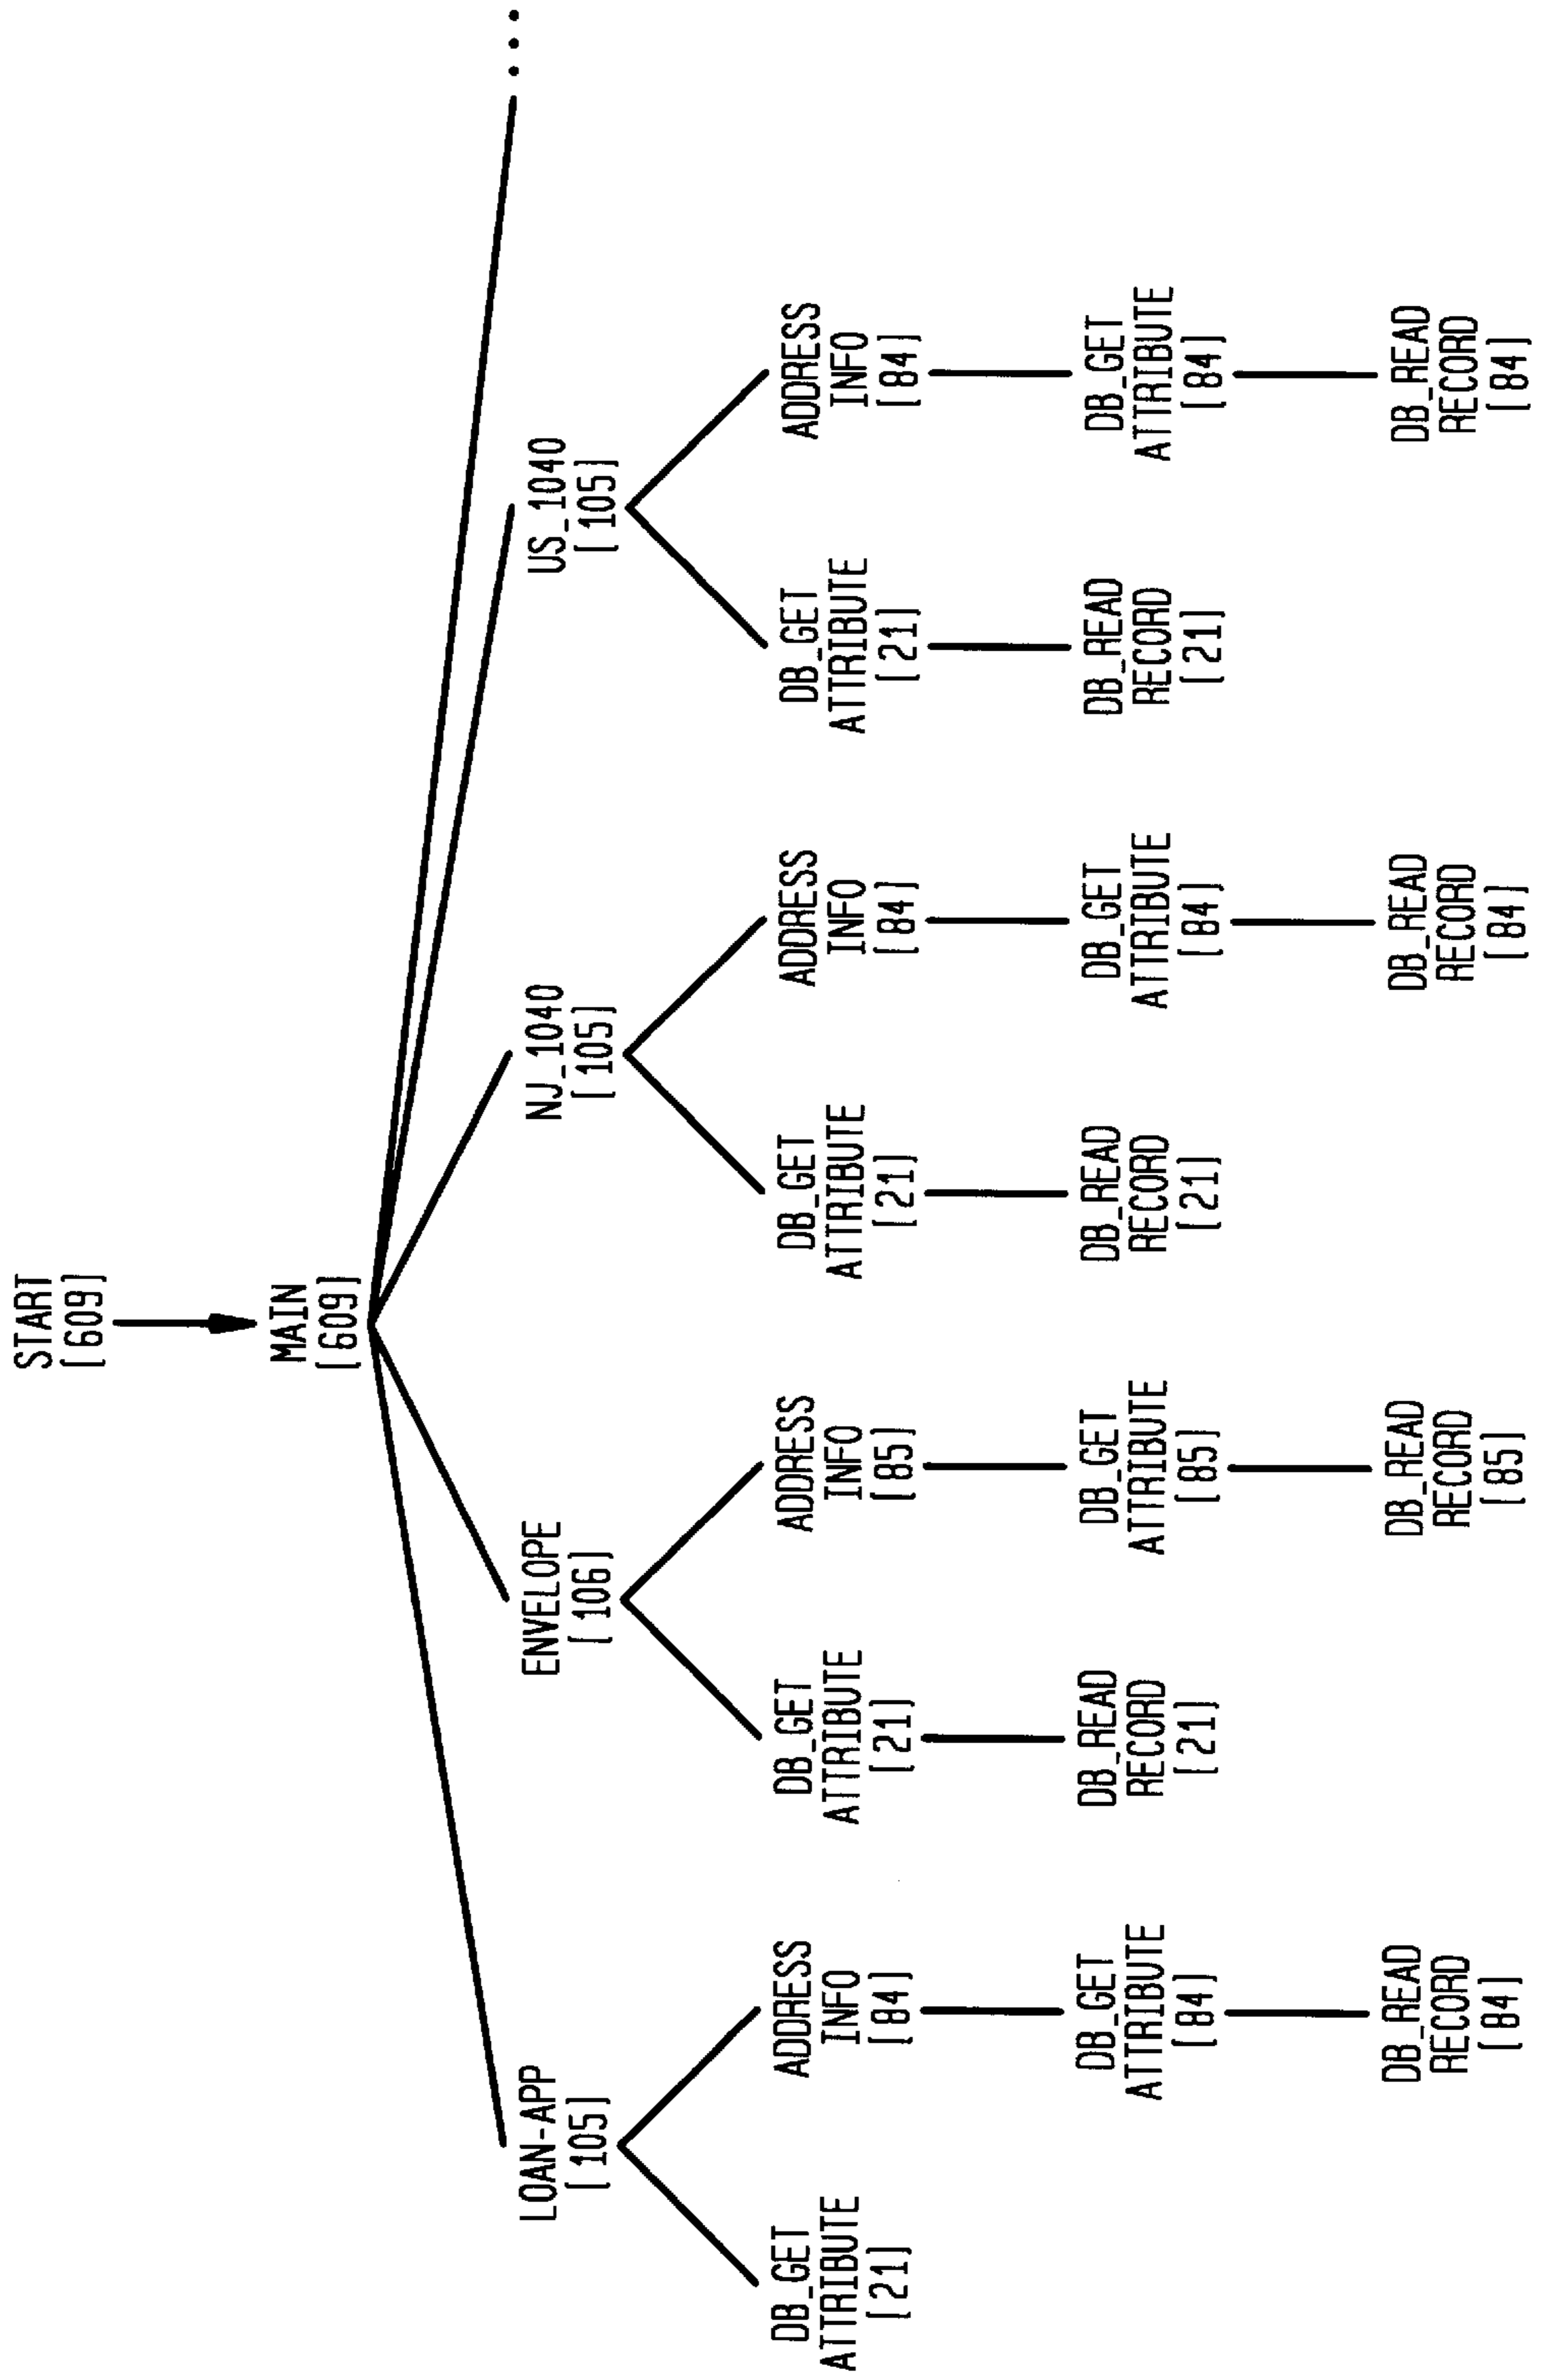 START
[609]
MAIN
[609]
LOAN-APP
[105]
ENVELOPE
[106]
NJ_1040
[105]
US_1040
[105]
...
DB_GET
ATTRIBUTE
[21]
ADDRESS
INFO
[84]
DB_GET
ATTRIBUTE
[21]
ADDRESS
INFO
[85]
DB_GET
ATTRIBUTE
[21]
ADDRESS
INFO
[84]
DB_GET
ATTRIBUTE
[21]
ADDRESS
INFO
[84]
DB_GET
ATTRIBUTE
[84]
DB_READ
RECORD
[21]
DB_GET
ATTRIBUTE
[85]
DB_READ
RECORD
[21]
DB_GET
ATTRIBUTE
[84]
DB_READ
RECORD
[21]
DB_GET
ATTRIBUTE
[84]
DB_READ
RECORD
[84]
DB_READ
RECORD
[85]
DB_READ
RECORD
[84]
DB_READ
RECORD
[84]